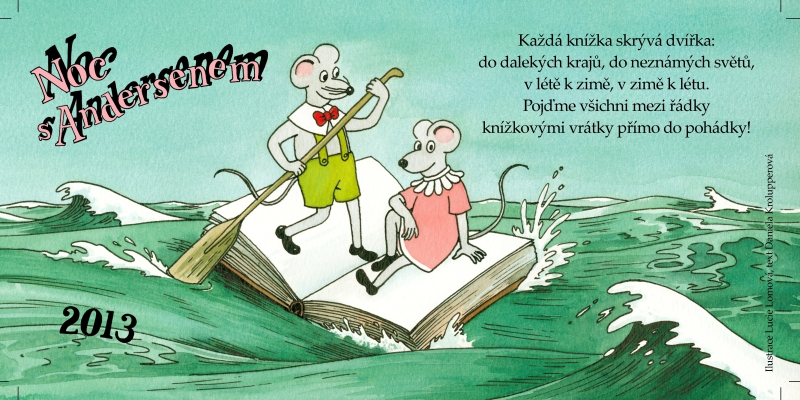 Noc
s Andersenem
Každá knížka skrývá dvířka:
do dalekých krajů, do neznámých světů,
v létě k zimě, v zimě k létu.
Pojďme všichni mezi řádky
knížkovými vrátky přímo do pohádky!
2013
Ilustrace Lucie Lomová, text Daniela Krolupperová